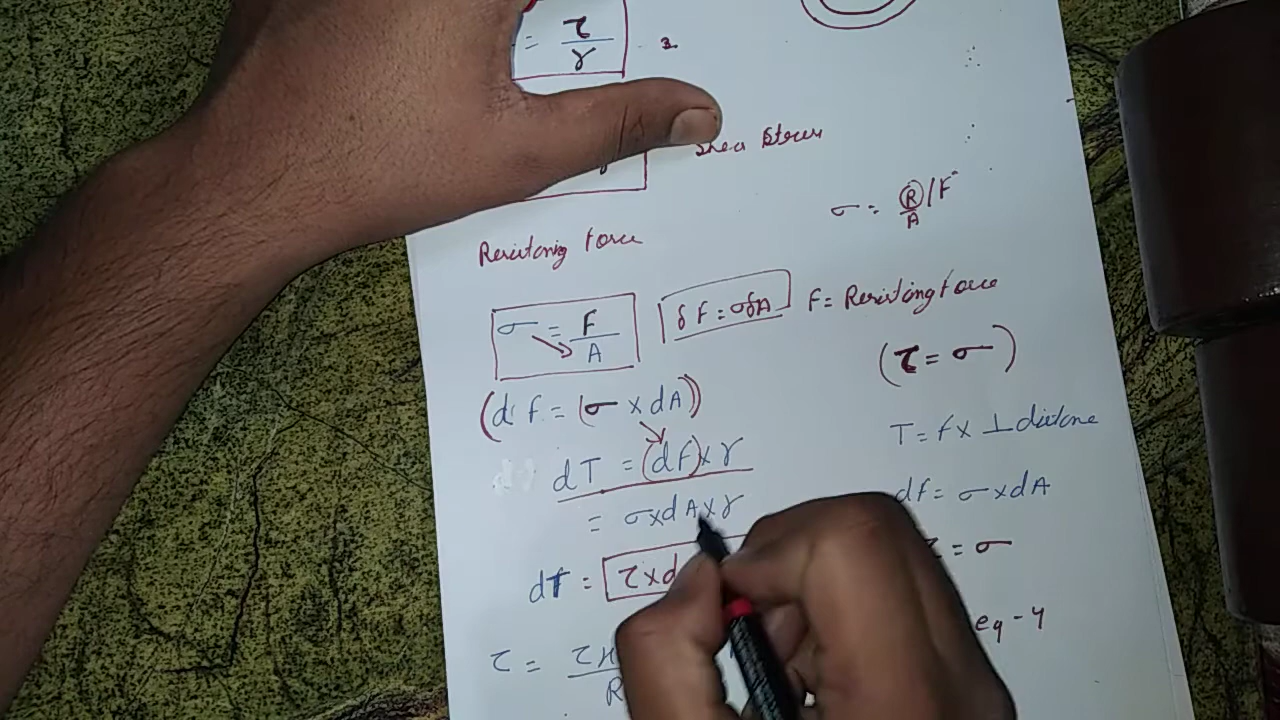 = τ/r
Shear Stress
σ = R/A /F
Resisting force
σ = F/A
δF = σδA
F = Resisting force
(τ = σ)
(df = (σ × dA))
T = f × ⊥ distance
dT = (df) × r
df = σ × dA
= σ × dA × r
= σ
dT =
eq - 4
τ =